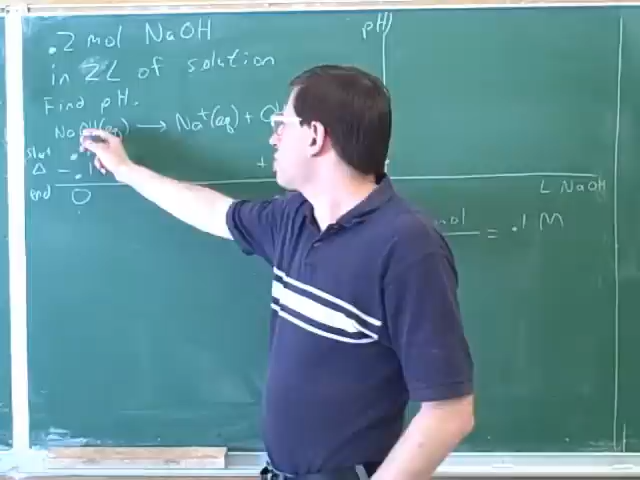 .2 mol NaOH
in 2L of solution
Find pH.
NaOH(aq) → Na⁺(aq) +
start
Δ - .1 +
end 0
pH
L NaOH
mol = .1 M